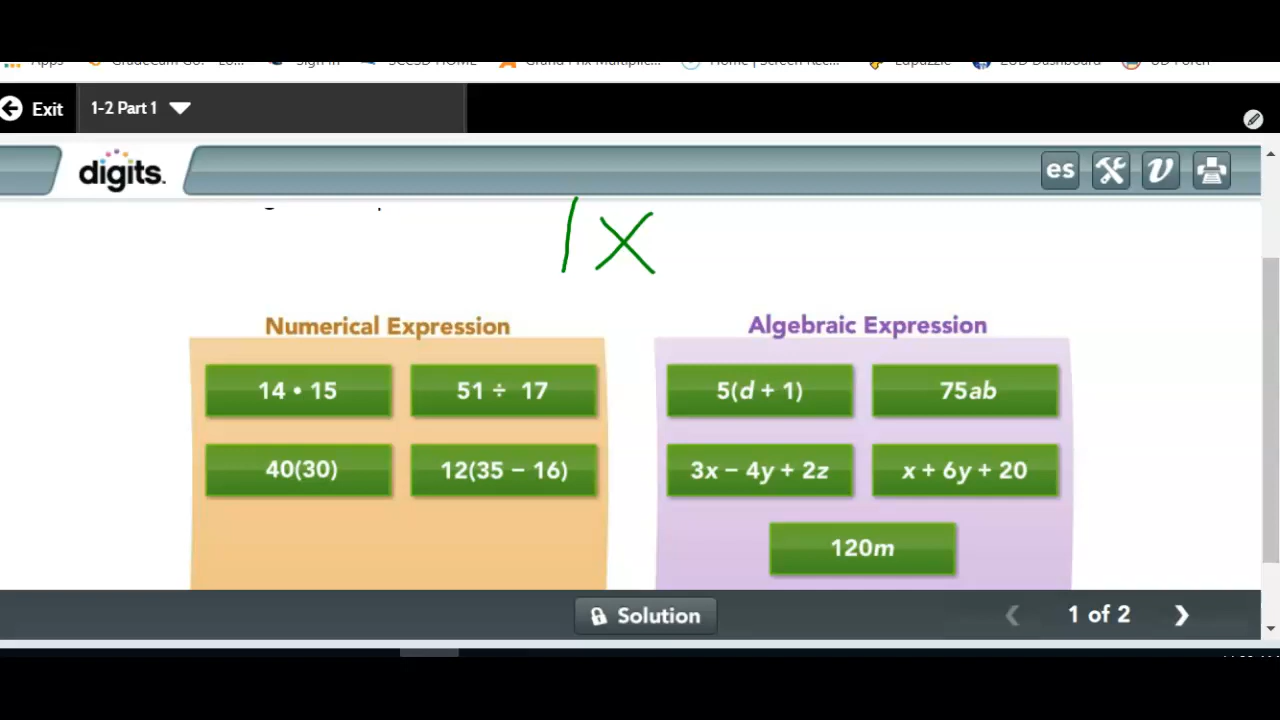 Exit 1-2 Part 1
digits. es
1x
Numerical Expression Algebraic Expression
14 • 15 51 ÷ 17 5(d + 1) 75ab
40(30) 12(35 − 16) 3x − 4y + 2z x + 6y + 20
120m
Solution 1 of 2